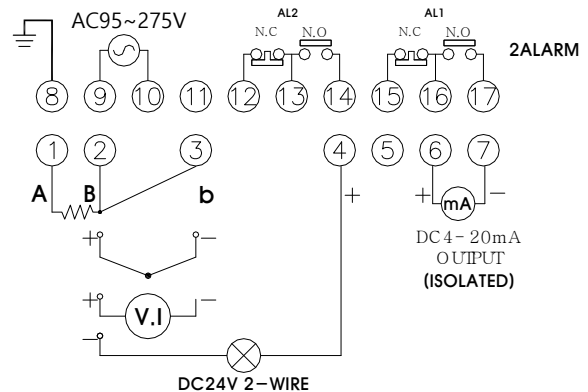 AC95~275V
AL2
AL1
N.C N.O N.C N.O
2ALARM
8 9 10 11 12 13 14 15 16 17
1 2 3 4 5 6 7
A B b + + mA −
+ −
DC4-20mA
OUTPUT
(ISOLATED)
+ V.I −
−
DC24V 2-WIRE